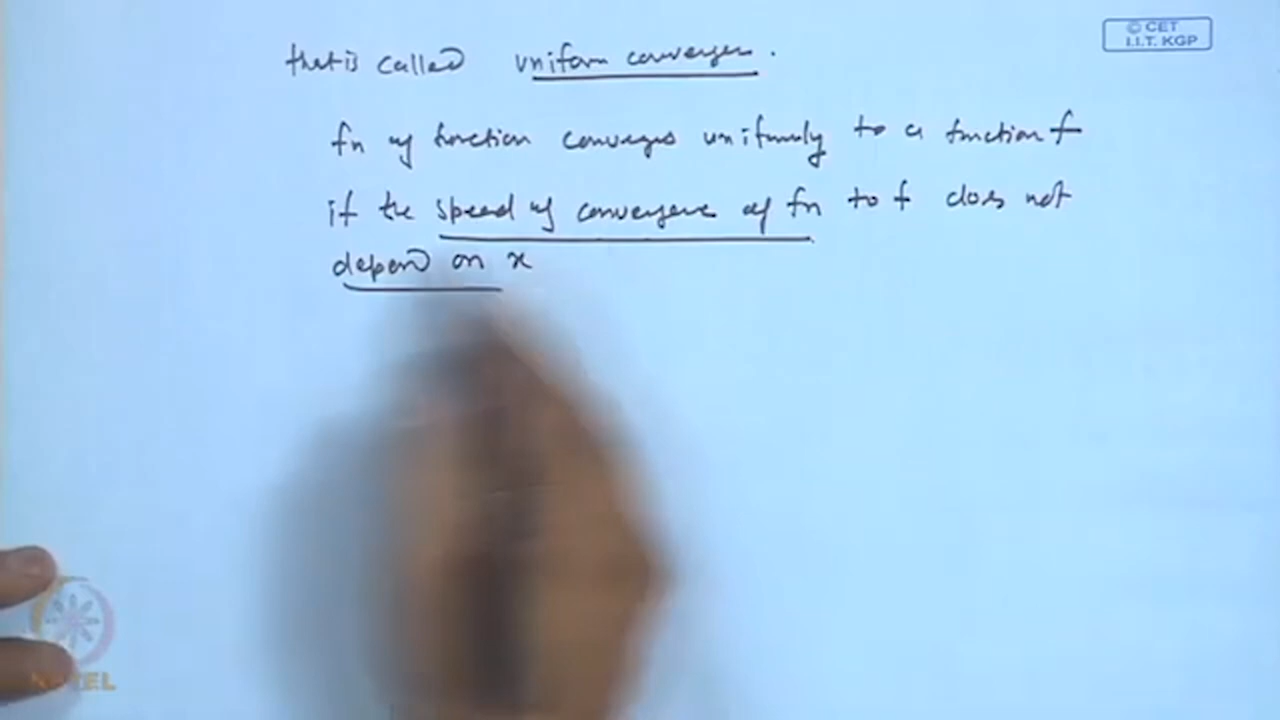 © CET
I.I.T. KGP
that is called uniform convergence.
fn of function converges uniformly to a function f
if the speed of convergence of fn to f does not
depend on x
NPTEL